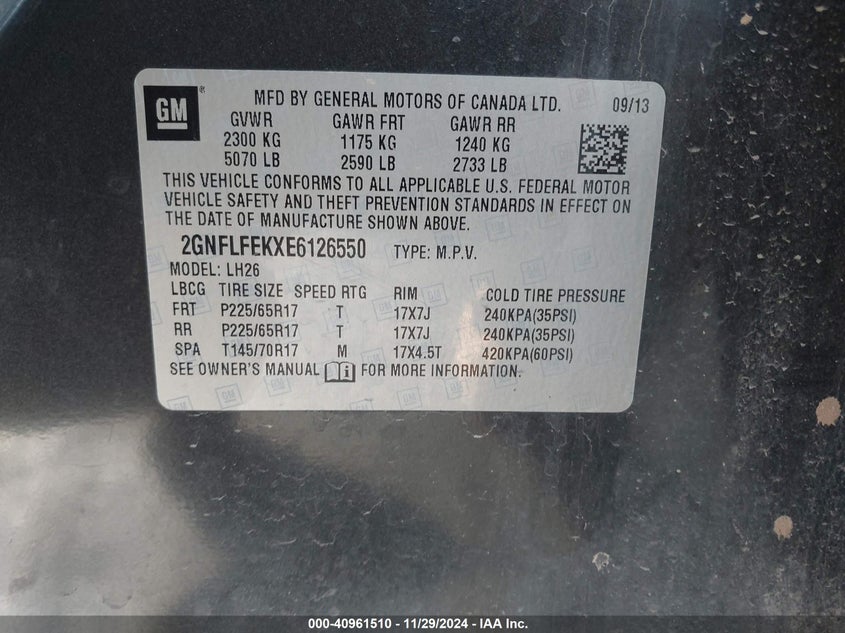 GM
MFD BY GENERAL MOTORS OF CANADA LTD. 09/13
GVWR GAWR FRT GAWR RR
2300 KG 1175 KG 1240 KG
5070 LB 2590 LB 2733 LB
THIS VEHICLE CONFORMS TO ALL APPLICABLE U.S. FEDERAL MOTOR
VEHICLE SAFETY AND THEFT PREVENTION STANDARDS IN EFFECT ON
THE DATE OF MANUFACTURE SHOWN ABOVE.
2GNFLFEKXE6126550 TYPE: M.P.V.
MODEL: LH26
LBCG TIRE SIZE SPEED RTG RIM COLD TIRE PRESSURE
FRT P225/65R17 T 17X7J 240KPA(35PSI)
RR P225/65R17 T 17X7J 240KPA(35PSI)
SPA T145/70R17 M 17X4.5T 420KPA(60PSI)
SEE OWNER'S MANUAL FOR MORE INFORMATION.
000-40961510 - 11/29/2024 - IAA Inc.